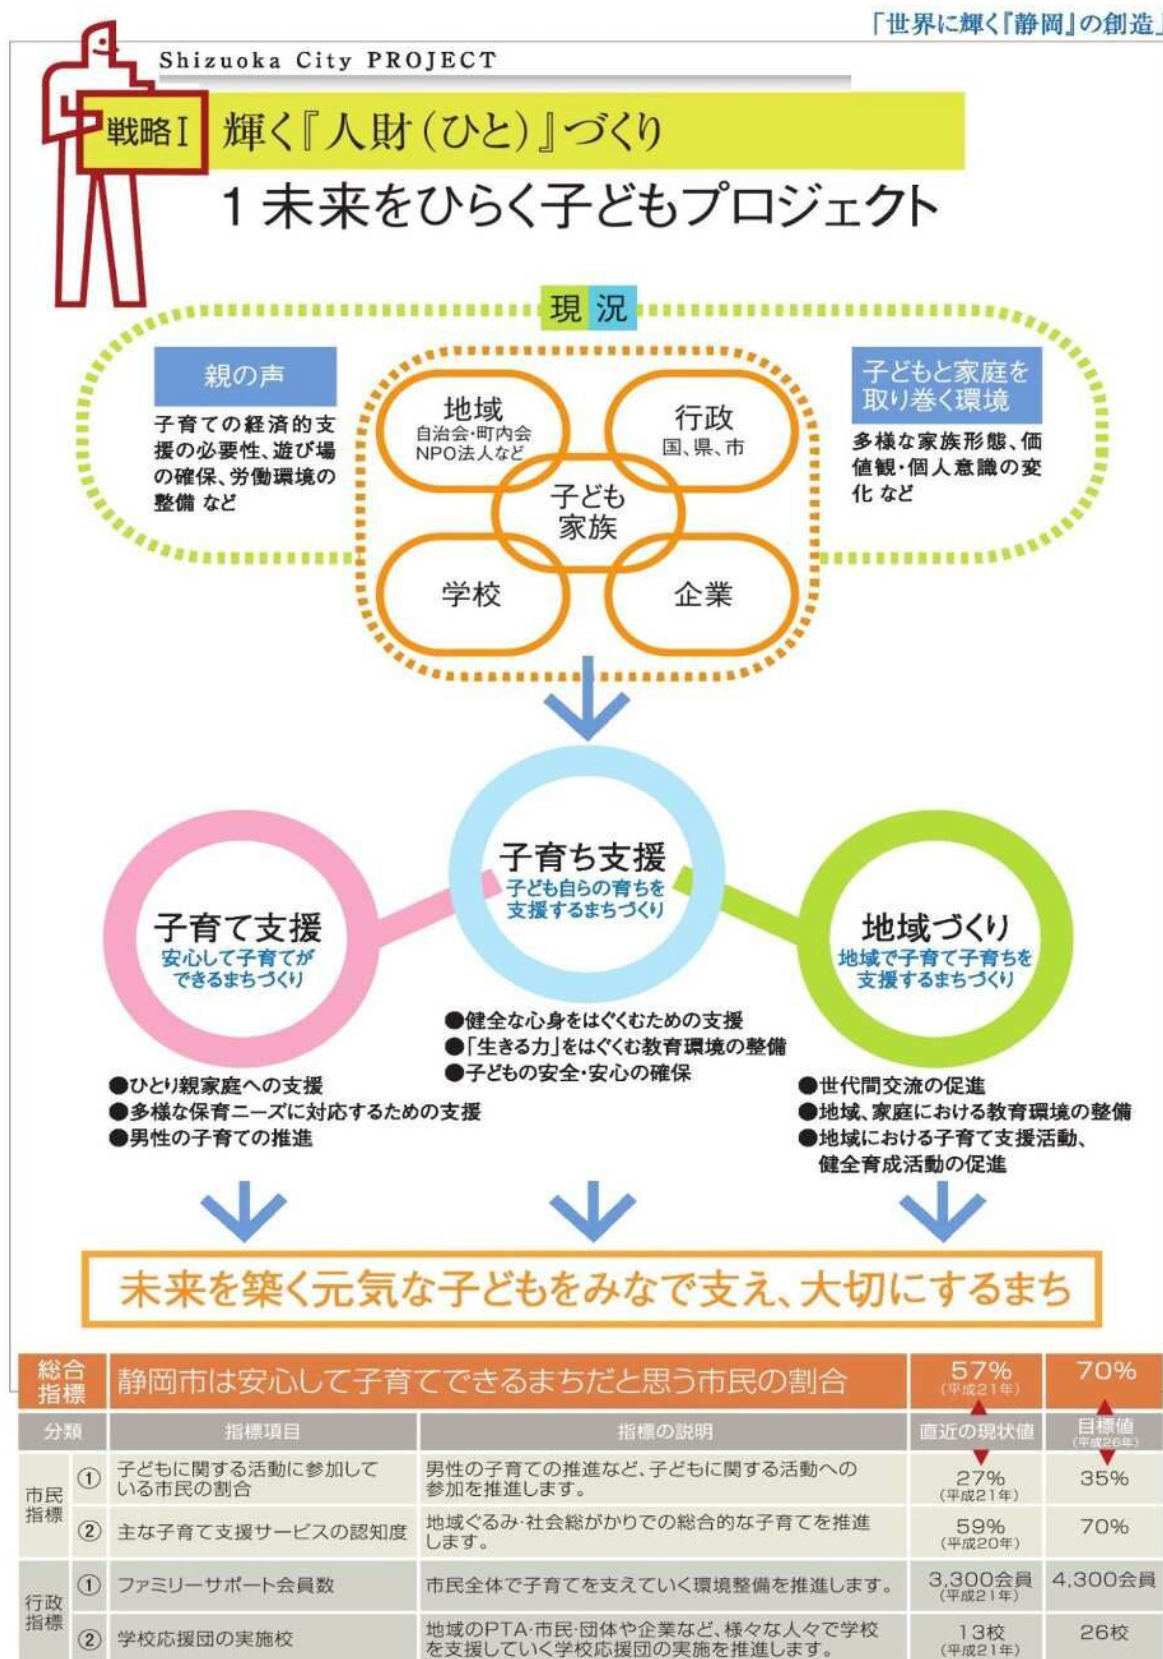 「世界に輝く『静岡』の創造」
Shizuoka City PROJECT
戦略Ⅰ 輝く『人財(ひと)』づくり
1 未来をひらく子どもプロジェクト
現況
親の声
子育ての経済的支
援の必要性、遊び場
の確保、労働環境の
整備 など
地域
自治会・町内会
NPO法人など
行政
国、県、市
子ども
家族
学校
企業
子どもと家庭を
取り巻く環境
多様な家族形態、価
値観・個人意識の変
化 など
子育て支援
安心して子育てが
できるまちづくり
子育ち支援
子ども自らの育ちを
支援するまちづくり
地域づくり
地域で子育て子育ちを
支援するまちづくり
●ひとり親家庭への支援
●多様な保育ニーズに対応するための支援
●男性の子育ての推進
●健全な心身をはぐくむための支援
●「生きる力」をはぐくむ教育環境の整備
●子どもの安全・安心の確保
●世代間交流の促進
●地域、家庭における教育環境の整備
●地域における子育て支援活動、
健全育成活動の促進
未来を築く元気な子どもをみなで支え、大切にするまち
総合
指標
静岡市は安心して子育てできるまちだと思う市民の割合
57%
(平成21年)
70%
分類 指標項目 指標の説明 直近の現状値 目標値
(平成26年)
市民
指標
① 子どもに関する活動に参加して
いる市民の割合
男性の子育ての推進など、子どもに関する活動への
参加を推進します。
27%
(平成21年)
35%
② 主な子育て支援サービスの認知度
地域ぐるみ・社会総がかりでの総合的な子育てを推進
します。
59%
(平成20年)
70%
行政
指標
① ファミリーサポート会員数
市民全体で子育てを支えていく環境整備を推進します。
3,300会員
(平成21年)
4,300会員
② 学校応援団の実施校
地域のPTA・市民・団体や企業など、様々な人々で学校
を支援していく学校応援団の実施を推進します。
13校
(平成21年)
26校